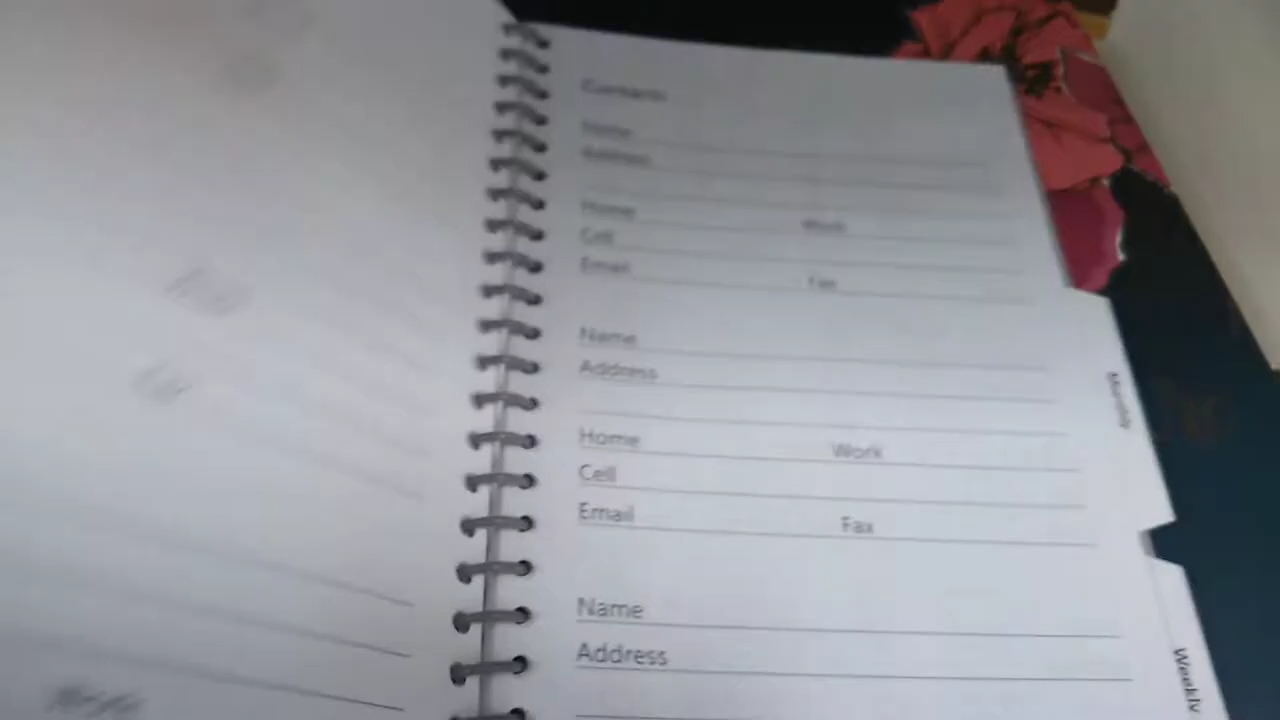 Contacts
Name
Address
Home Work
Cell
Email Fax
Name
Address
Home Work
Cell
Email Fax
Name
Address
Monthly
Weekly